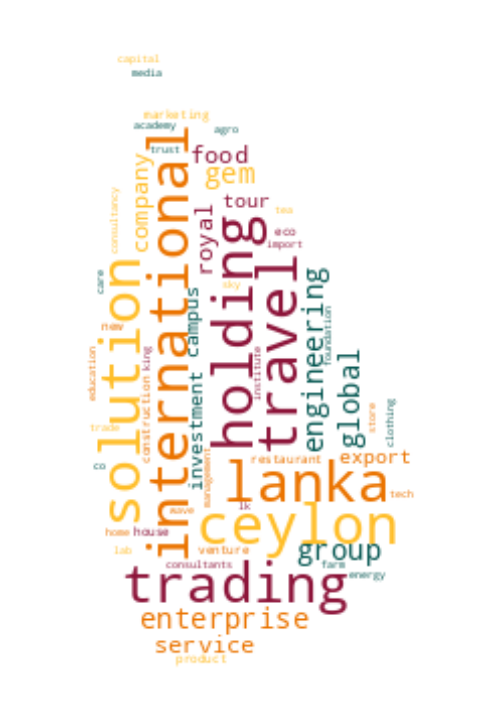 capital
media
marketing
academy
agro
trust
food
company
gem
international
consultancy
tour
royal
tea
holding
eco
import
travel
solution
care
sky
engineering
campus
new
foundation
education
king
institute
global
construction
investment
clothing
store
trade
restaurant
export
co
management
lanka
tech
lk
wave
ceylon
home
house
lab
venture
group
consultants
farm
energy
trading
enterprise
service
product